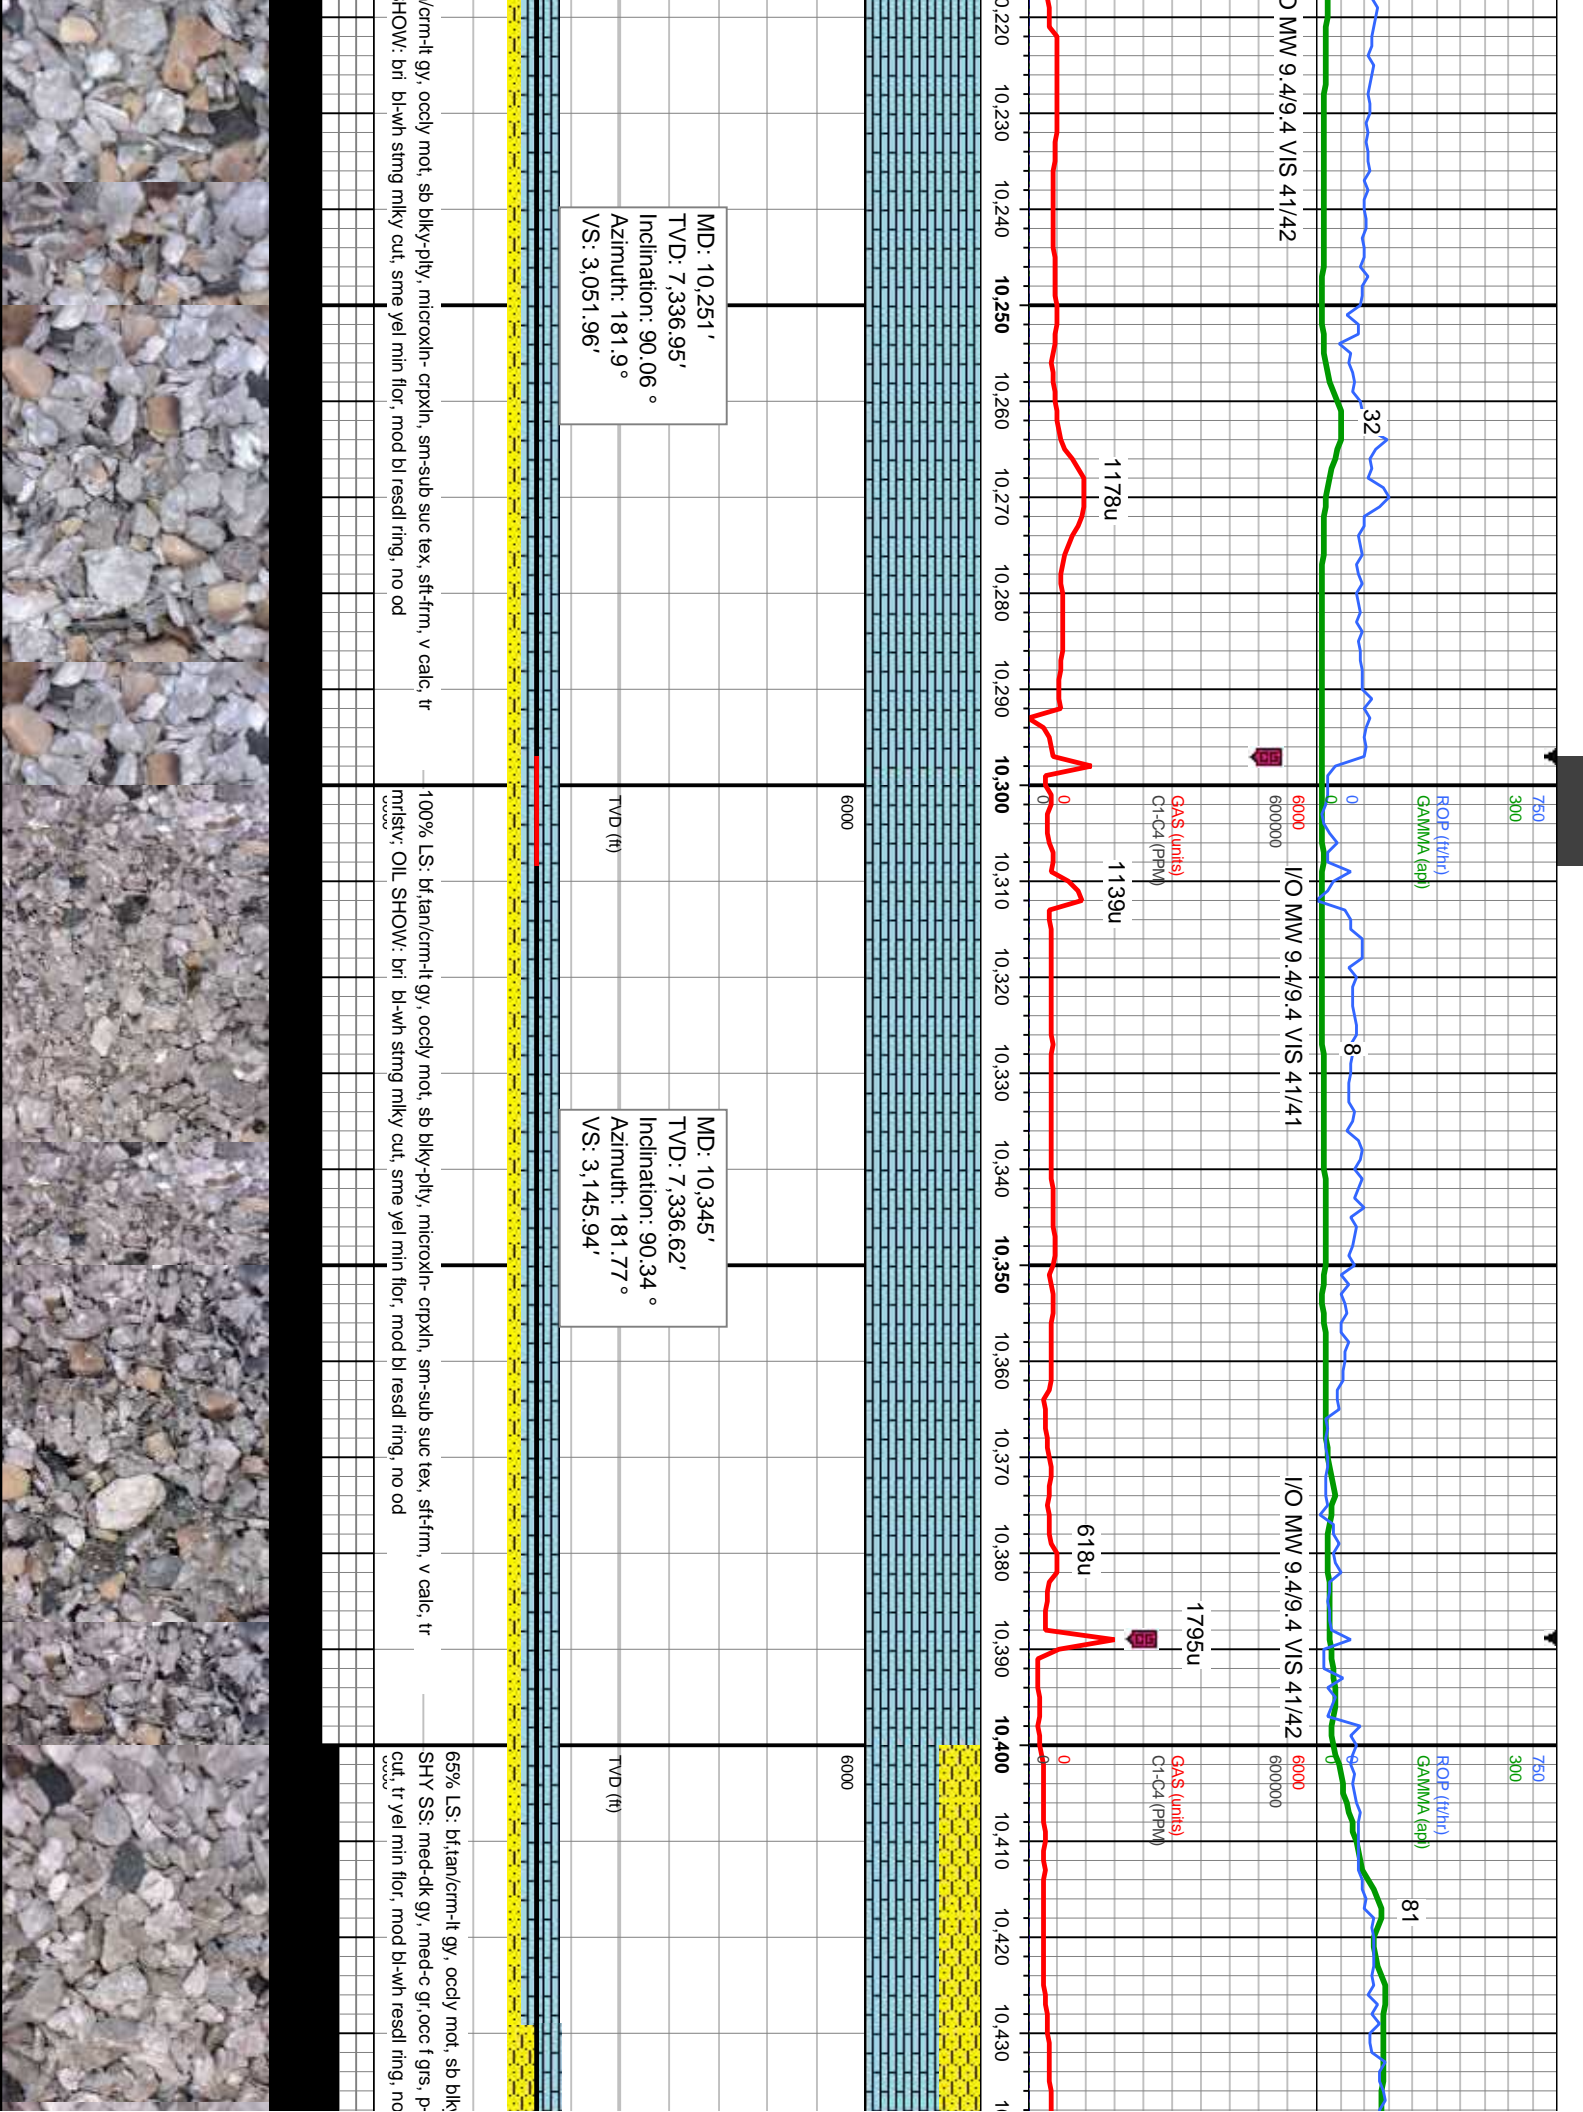 O MW 9.4/9.4 VIS 41/42
32
1178u
750
300
ROP (ft/hr)
GAMMA (api)
0
0
6000
600000
GAS (units)
C1-C4 (PPM)
0
0
I/O MW 9.4/9.4 VIS 41/41
1139u
8
I/O MW 9.4/9.4 VIS 41/42
618u
1795u
750
300
ROP (ft/hr)
GAMMA (api)
0
0
6000
600000
GAS (units)
C1-C4 (PPM)
0
0
81
10,230
10,240
10,250
10,260
10,270
10,280
10,290
10,300
10,310
10,320
10,330
10,340
10,350
10,360
10,370
10,380
10,390
10,400
10,410
10,420
10,430
MD: 10,251'
TVD: 7,336.95'
Inclination: 90.06 °
Azimuth: 181.9°
VS: 3,051.96'
6000
TVD (ft)
MD: 10,345'
TVD: 7,336.62'
Inclination: 90.34 °
Azimuth: 181.77°
VS: 3,145.94'
6000
TVD (ft)
/crm-lt gy, occly mot, sb blky-plty, microxln- crpxln, sm-sub suc tex, sft-frm, v calc, tr
SHOW: bri bl-wh stmg mlky cut, sme yel min flor, mod bl resdl ring, no od
100% LS: bf,tan/crm-lt gy, occly mot, sb blky-plty, microxln- crpxln, sm-sub suc tex, sft-frm, v calc, tr
mrlstv; OIL SHOW: bri bl-wh stmg mlky cut, sme yel min flor, mod bl resdl ring, no od
65% LS: bf,tan/crm-lt gy, occly mot, sb blky
SHY SS: med-dk gy, med-c gr,occ f grs, p-
cut, tr yel min flor, mod bl-wh resdl ring, no